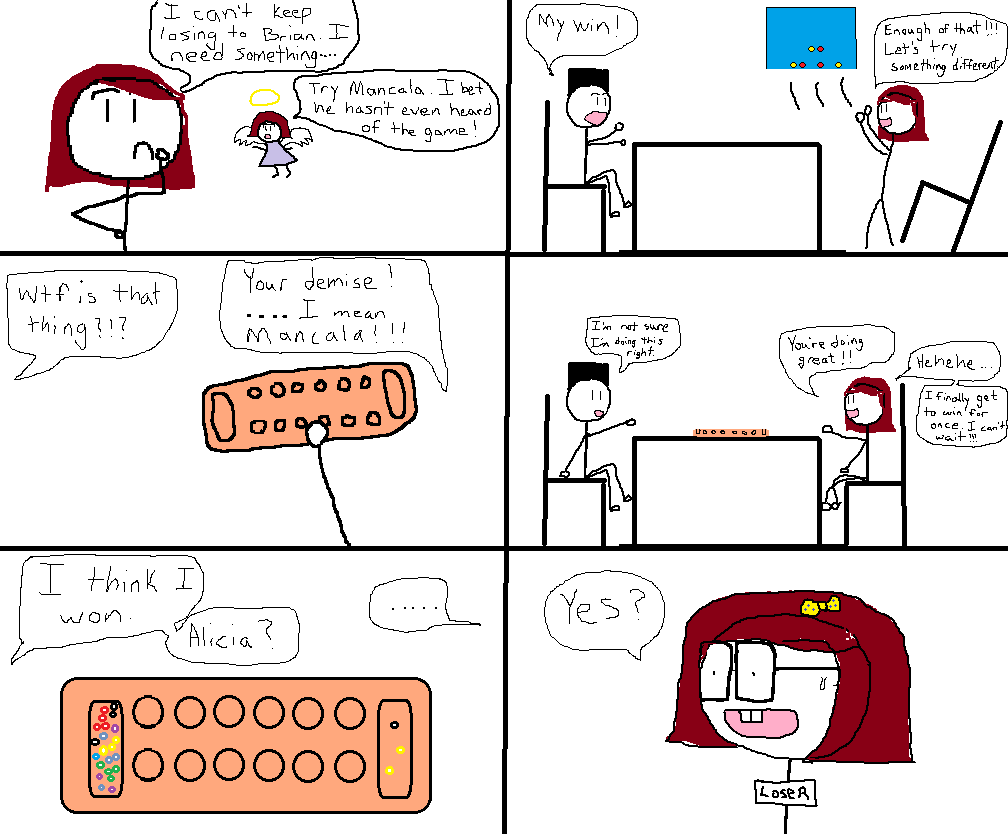 I can't keep
losing to Brian. I
need something....
Try Mancala. I bet
he hasn't even heard
of the game!
My win!
Enough of that!!!
Let's try
something different
Wtf is that
thing?!?
Your demise!
.... I mean
Mancala!!!
I'm not sure
I'm doing this
right.
You're doing
great!!!
Hehehe...
I finally get
to win for
once. I can't
wait!!!
I think I
won.
Alicia?
.....
Yes?
LoseR